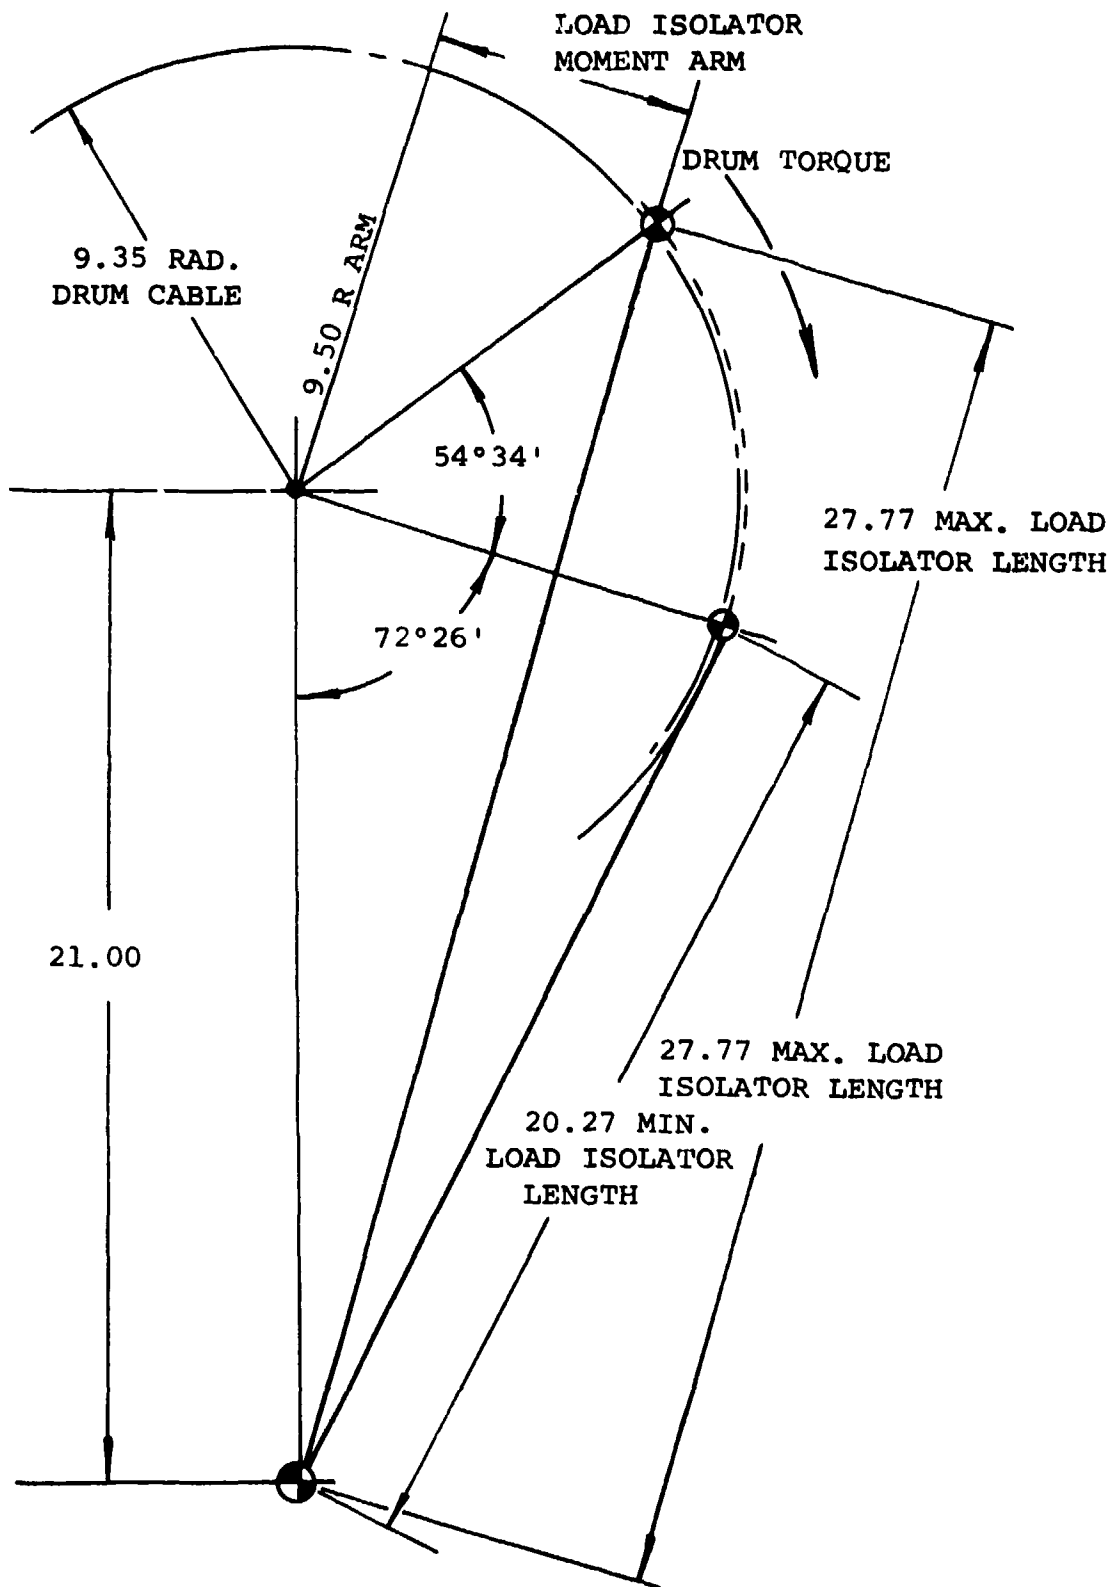 LOAD ISOLATOR
MOMENT ARM
DRUM TORQUE
9.35 RAD.
DRUM CABLE
9.50 R ARM
54°34'
72°26'
27.77 MAX. LOAD
ISOLATOR LENGTH
21.00
27.77 MAX. LOAD
ISOLATOR LENGTH
20.27 MIN.
LOAD ISOLATOR
LENGTH